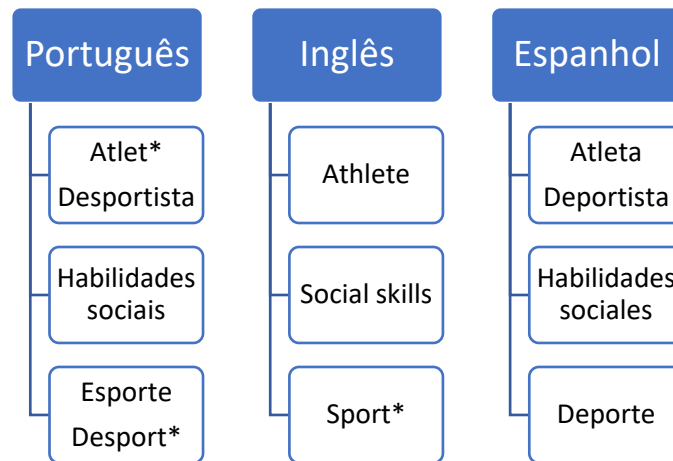 Português
Atlet*
Desportista
Habilidades
sociais
Esporte
Desport*
Inglês
Athlete
Social skills
Sport*
Espanhol
Atleta
Deportista
Habilidades
sociales
Deporte